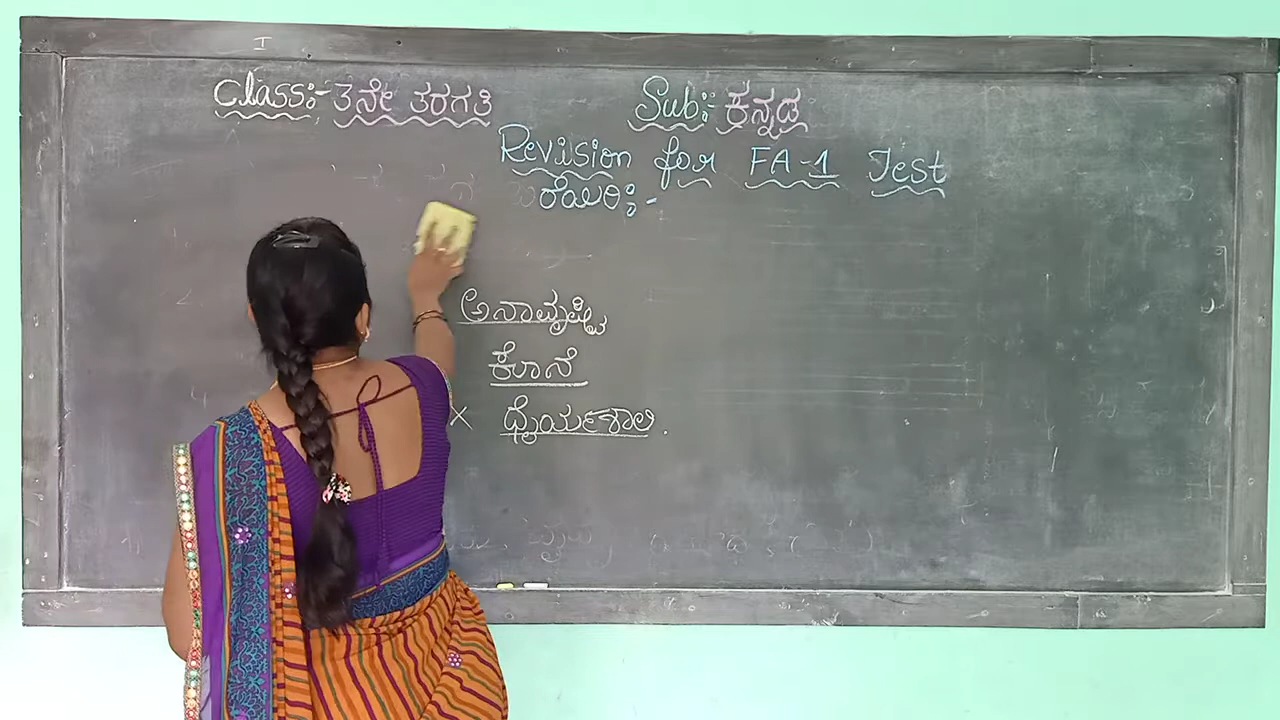 I
Class:- 3ನೇ ತರಗತಿ Sub:- ಕನ್ನಡ
Revision for FA-1 Test
ರೆಯಿರಿ:-
ಅನಾವೃಷ್ಟಿ
ಕೊನೆ
× ಧೈರ್ಯಶಾಲಿ.